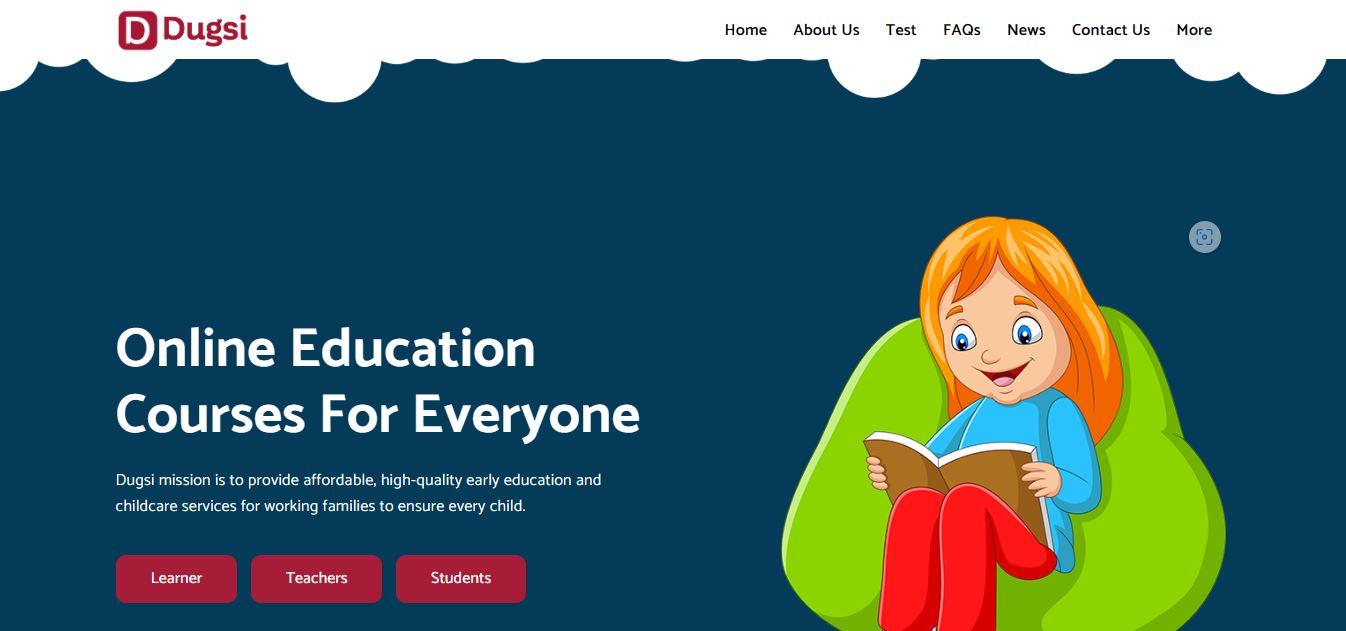 Dugsi
Home About Us Test FAQs News Contact Us More
Online Education
Courses For Everyone
Dugsi mission is to provide affordable, high-quality early education and
childcare services for working families to ensure every child.
Learner Teachers Students